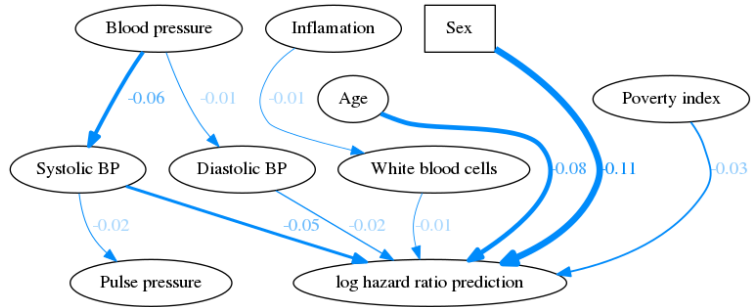 Blood pressure
Inflamation
Sex
-0.06
-0.01
-0.01
Age
Poverty index
Systolic BP
Diastolic BP
White blood cells
-0.08
-0.11
-0.03
-0.02
-0.05
-0.02
-0.01
Pulse pressure
log hazard ratio prediction